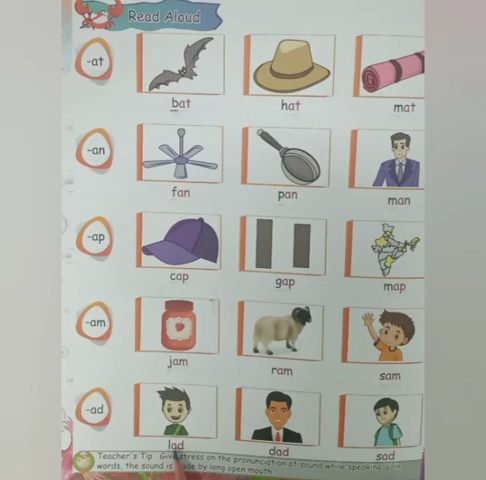 Read Aloud
-at
bat hat mat
-an
fan pan man
-ap
cap gap map
-am
jam ram sam
-ad
lad dad sad
Teacher's Tip Give stress on the pronunciation of sound while speaking a in
words, the sound is ade by long open mouth